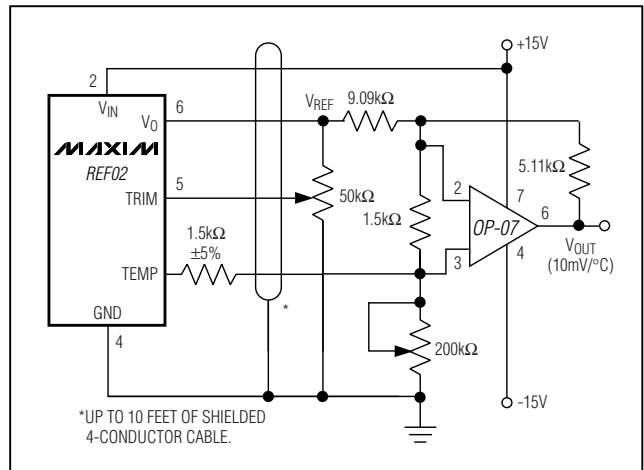 +15V
2
VIN
6
VREF
9.09kΩ
VO
MAXIM
REF02
5
TRIM
50kΩ
1.5kΩ
2
7
5.11kΩ
OP-07
6
3
4
VOUT
(10mV/°C)
1.5kΩ
±5%
TEMP
*
GND
4
200kΩ
-15V
*UP TO 10 FEET OF SHIELDED
4-CONDUCTOR CABLE.